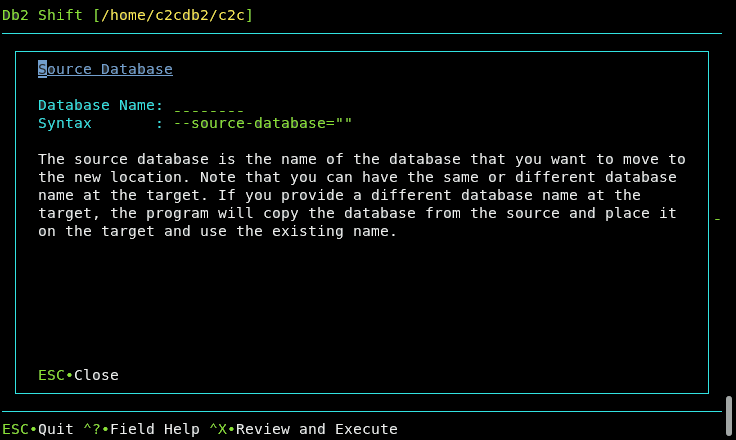 Db2 Shift [/home/c2cdb2/c2c]
Source Database
Database Name: ________
Syntax       : --source-database=""
The source database is the name of the database that you want to move to
the new location. Note that you can have the same or different database
name at the target. If you provide a different database name at the
target, the program will copy the database from the source and place it
on the target and use the existing name.
ESC•Close
ESC•Quit ^?•Field Help ^X•Review and Execute